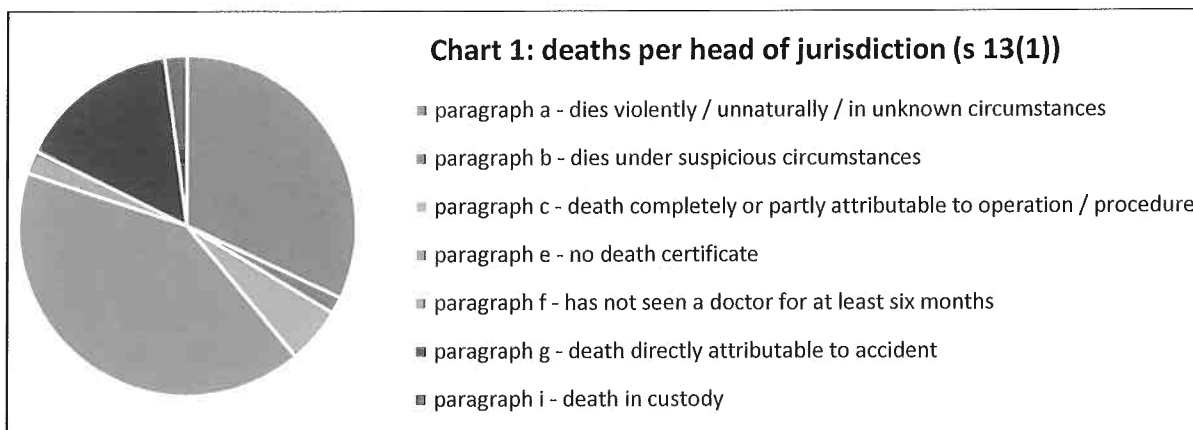 Chart 1: deaths per head of jurisdiction (s 13(1))
paragraph a - dies violently / unnaturally / in unknown circumstances
paragraph b - dies under suspicious circumstances
paragraph c - death completely or partly attributable to operation / procedure
paragraph e - no death certificate
paragraph f - has not seen a doctor for at least six months
paragraph g - death directly attributable to accident
paragraph i - death in custody